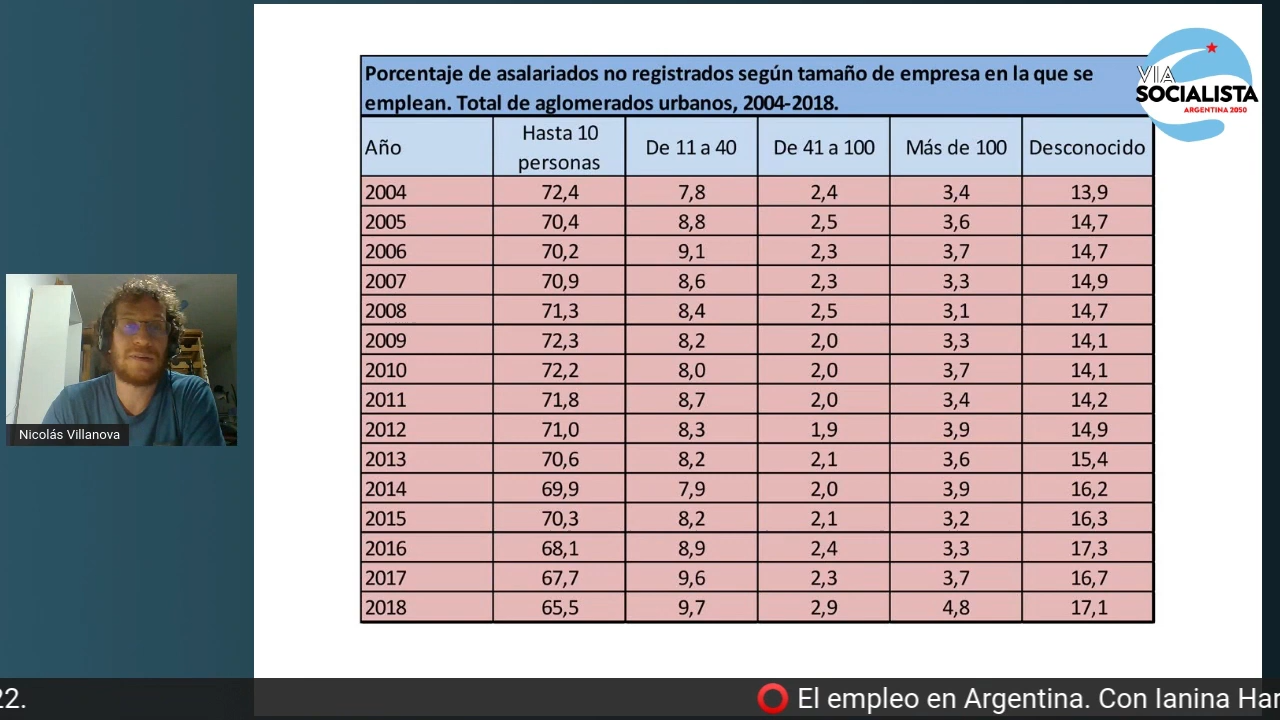 VIA
SOCIALISTA
ARGENTINA 2050
Porcentaje de asalariados no registrados según tamaño de empresa en la que se
emplean. Total de aglomerados urbanos, 2004-2018.
Año Hasta 10 personas De 11 a 40 De 41 a 100 Más de 100 Desconocido
2004 72,4 7,8 2,4 3,4 13,9
2005 70,4 8,8 2,5 3,6 14,7
2006 70,2 9,1 2,3 3,7 14,7
2007 70,9 8,6 2,3 3,3 14,9
2008 71,3 8,4 2,5 3,1 14,7
2009 72,3 8,2 2,0 3,3 14,1
2010 72,2 8,0 2,0 3,7 14,1
2011 71,8 8,7 2,0 3,4 14,2
2012 71,0 8,3 1,9 3,9 14,9
2013 70,6 8,2 2,1 3,6 15,4
2014 69,9 7,9 2,0 3,9 16,2
2015 70,3 8,2 2,1 3,2 16,3
2016 68,1 8,9 2,4 3,3 17,3
2017 67,7 9,6 2,3 3,7 16,7
2018 65,5 9,7 2,9 4,8 17,1
Nicolás Villanova
22. ⭕ El empleo en Argentina. Con Ianina Har